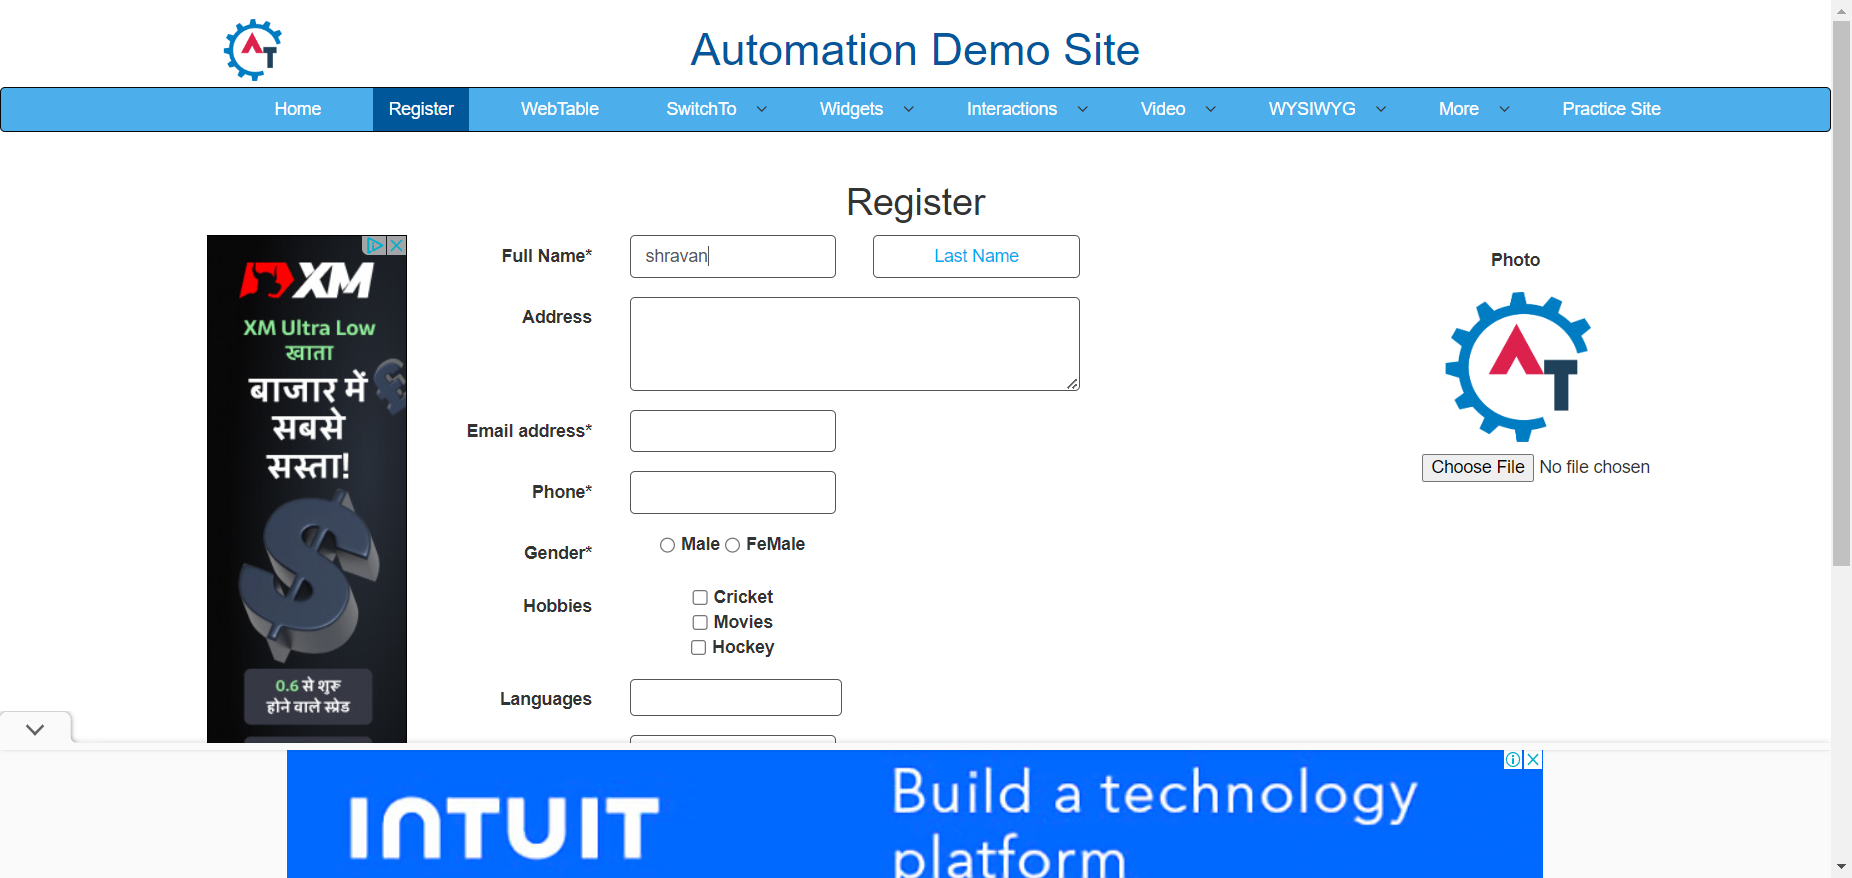 Automation Demo Site
Home Register WebTable SwitchTo Widgets Interactions Video WYSIWYG More Practice Site
Register
Full Name* shravan Last Name
Address
Email address*
Phone*
Gender* Male FeMale
Hobbies Cricket
Movies
Hockey
Languages
Photo
AT
Choose File No file chosen
XM
XM Ultra Low
खाता
बाजार में
सबसे
सस्ता!
0.6 से शुरू
होने वाले स्प्रेड
INTUIT
Build a technology
platform